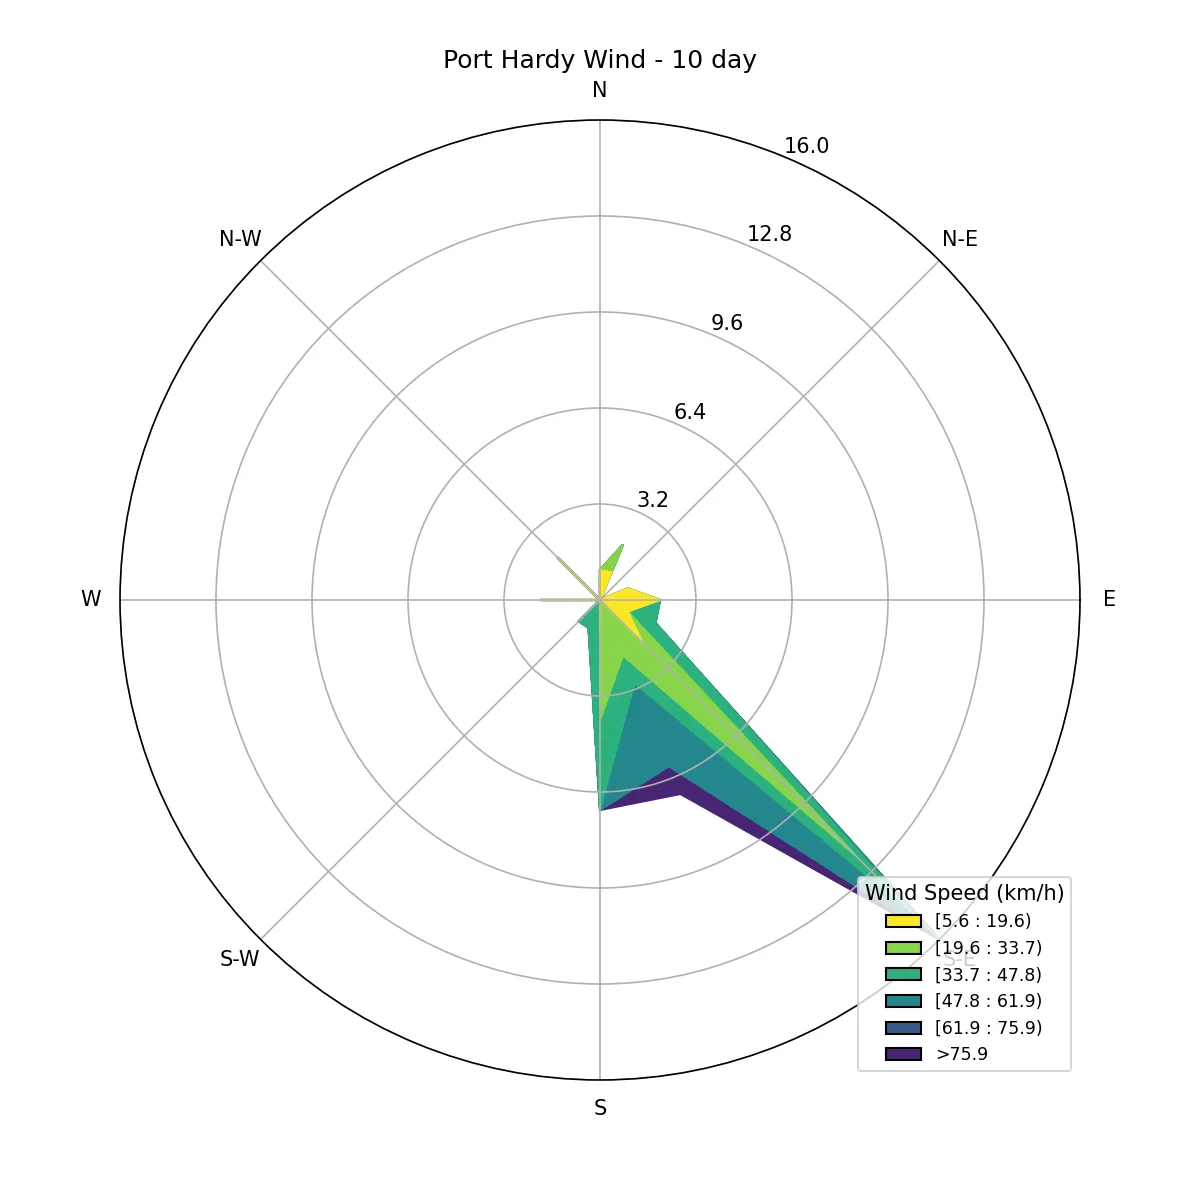 Port Hardy Wind - 10 day
N
16.0
12.8
N-W
N-E
9.6
6.4
3.2
W
E
Wind Speed (km/h)
[5.6 : 19.6)
[19.6 : 33.7)
[33.7 : 47.8)
[47.8 : 61.9)
[61.9 : 75.9)
>75.9
S-W
S-E
S